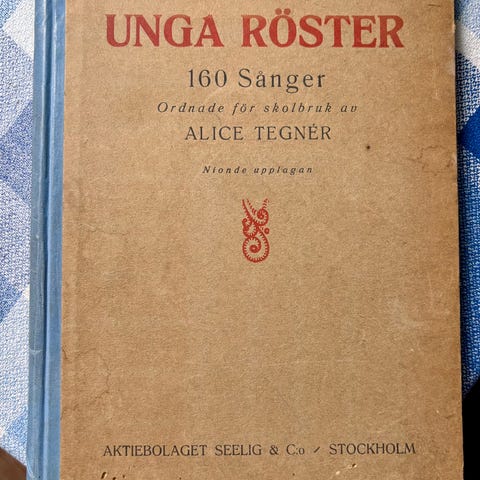 UNGA RÖSTER
160 Sånger
Ordnade för skolbruk av
ALICE TEGNÉR
Nionde upplagan
AKTIEBOLAGET SEELIG & C:o / STOCKHOLM